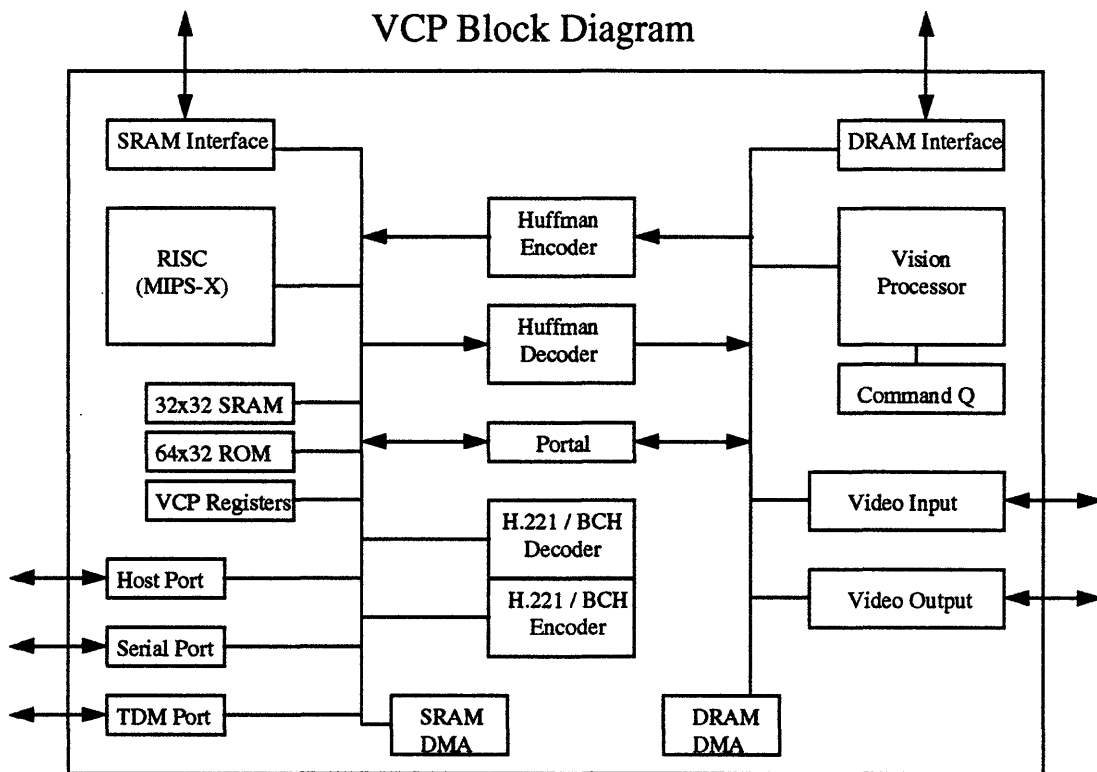 VCP Block Diagram
SRAM Interface
DRAM Interface
RISC
(MIPS-X)
Huffman
Encoder
Vision
Processor
Huffman
Decoder
32x32 SRAM
Command Q
64x32 ROM
Portal
VCP Registers
Video Input
H.221 / BCH
Decoder
Host Port
H.221 / BCH
Encoder
Video Output
Serial Port
TDM Port
SRAM
DMA
DRAM
DMA